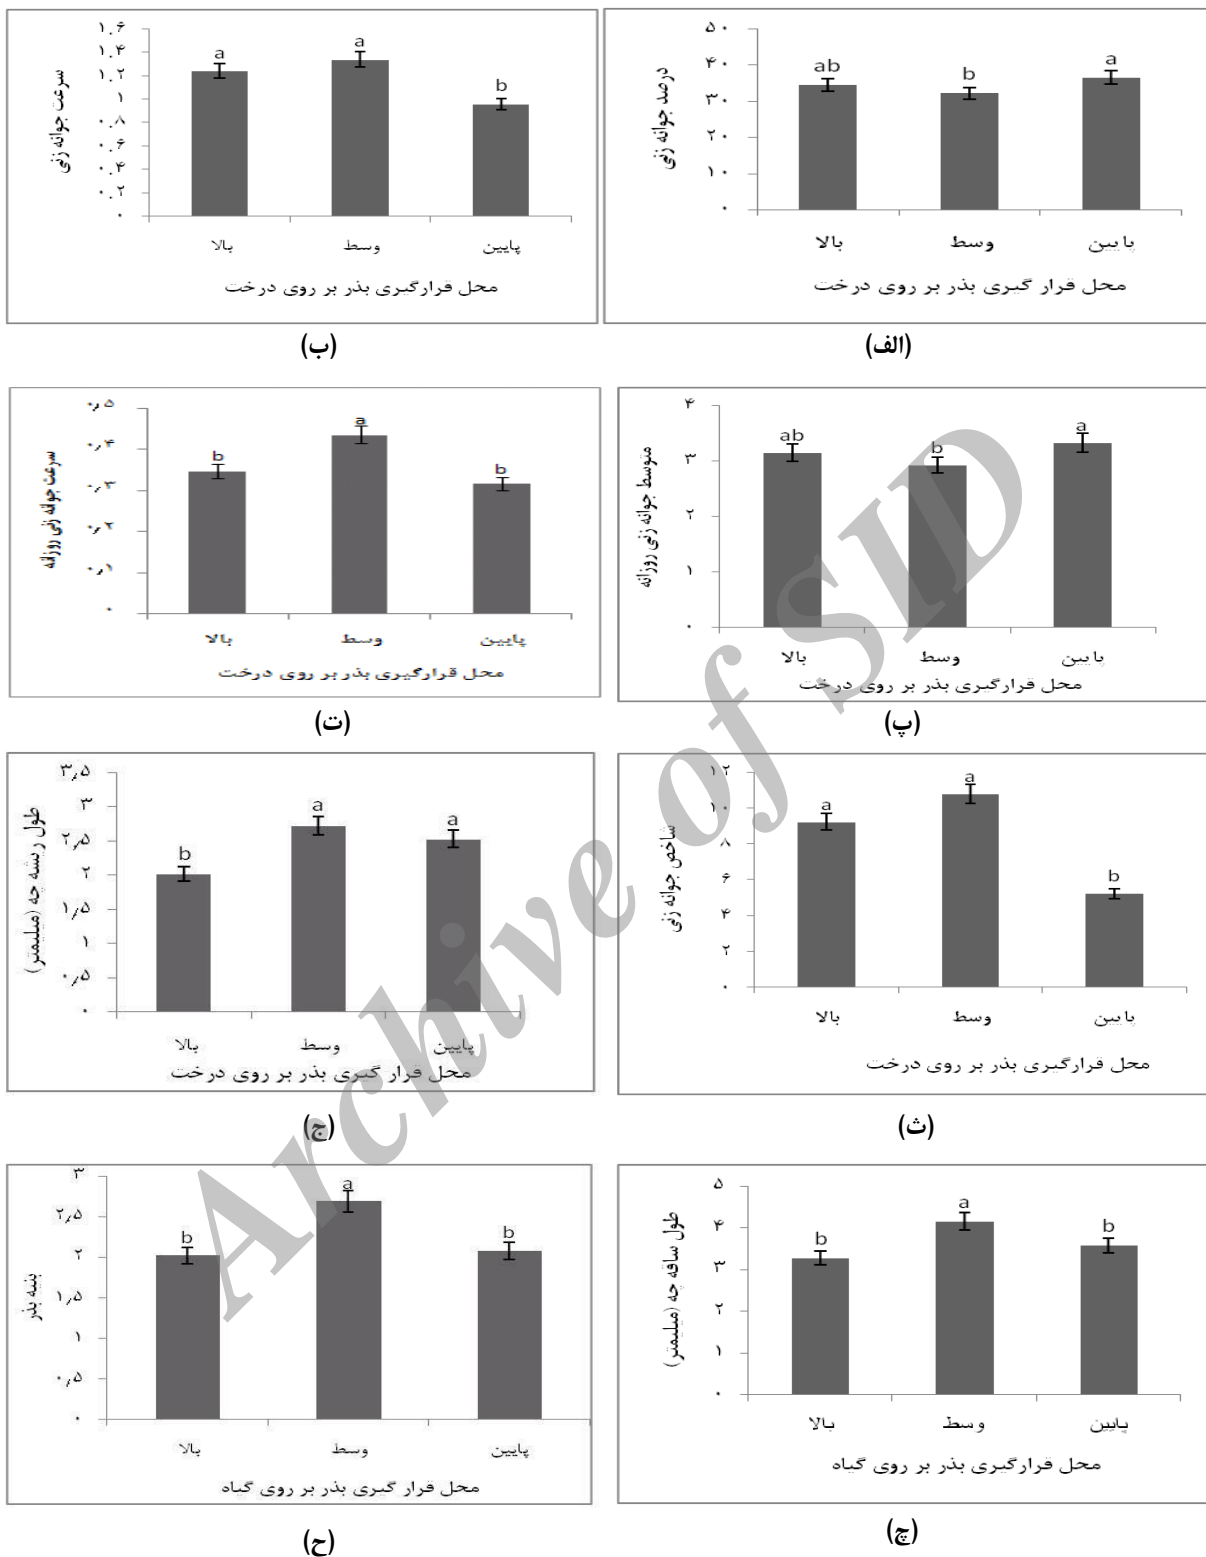 ۵۰
۴۰
۳۰
۲۰
۱۰
۰
درصد جوانه زنی
ab
b
a
بالا
وسط
پایین
محل قرار گیری بذر بر روی درخت
(الف)
۱.۶
۱.۴
۱.۲
۱
۰.۸
۰.۶
۰.۴
۰.۲
۰
سرعت جوانه زنی
a
a
b
بالا
وسط
پایین
محل قرارگیری بذر بر روی درخت
(ب)
۴
۳
۲
۱
۰
متوسط جوانه زنی روزانه
ab
b
a
بالا
وسط
پایین
محل قرارگیری بذر بر روی درخت
(پ)
۰٫۵
۰٫۴
۰٫۳
۰٫۲
۰٫۱
۰
سرعت جوانه زنی روزانه
b
a
b
بالا
وسط
پایین
محل قرارگیری بذر بر روی درخت
(ت)
۱۲
۱۰
۸
۶
۴
۲
۰
شاخص جوانه زنی
a
a
b
بالا
وسط
پایین
محل قرارگیری بذر بر روی درخت
(ث)
۳٫۵
۳
۲٫۵
۲
۱٫۵
۱
۰٫۵
۰
طول ریشه چه (میلیمتر)
b
a
a
بالا
وسط
پایین
محل قرار گیری بذر بر روی درخت
(ج)
۵
۴
۳
۲
۱
۰
طول ساقه چه (میلیمتر)
b
a
b
بالا
وسط
پایین
محل قرارگیری بذر بر روی گیاه
(چ)
۳
۲٫۵
۲
۱٫۵
۱
۰٫۵
۰
بنیه بذر
b
a
b
بالا
وسط
پایین
محل قرار گیری بذر بر روی گیاه
(ح)
Archive of SID